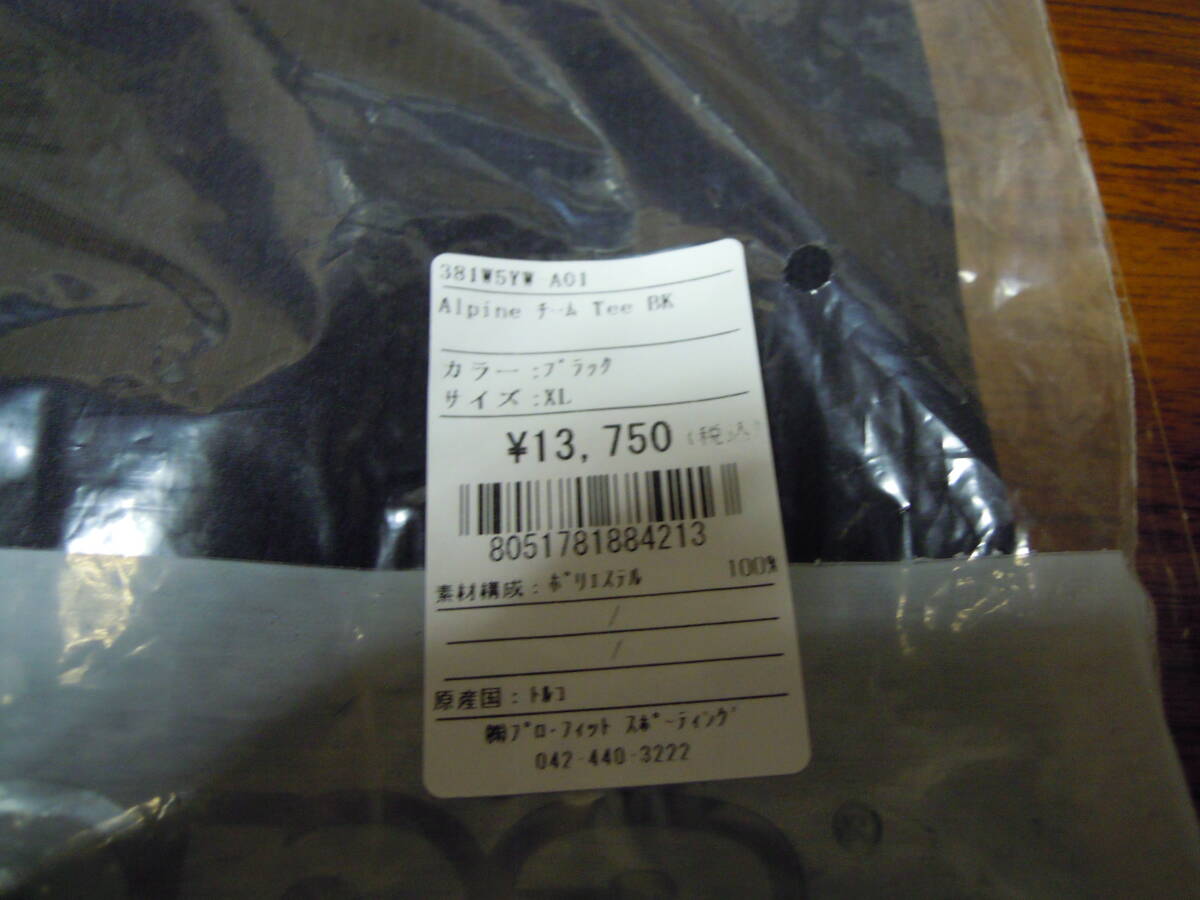 381W5YW A01
Alpine ﾁｰﾑ Tee BK
カラー:ﾌﾞﾗｯｸ
サイズ:XL
¥13,750 (税込)
8051781884213
素材構成:ﾎﾟﾘｴｽﾃﾙ 100%
/
/
原産国:ﾄﾙｺ
㈱ﾌﾟﾛ-ﾌｨｯﾄ ｽﾎﾟｰﾃｨﾝｸﾞ
042-440-3222